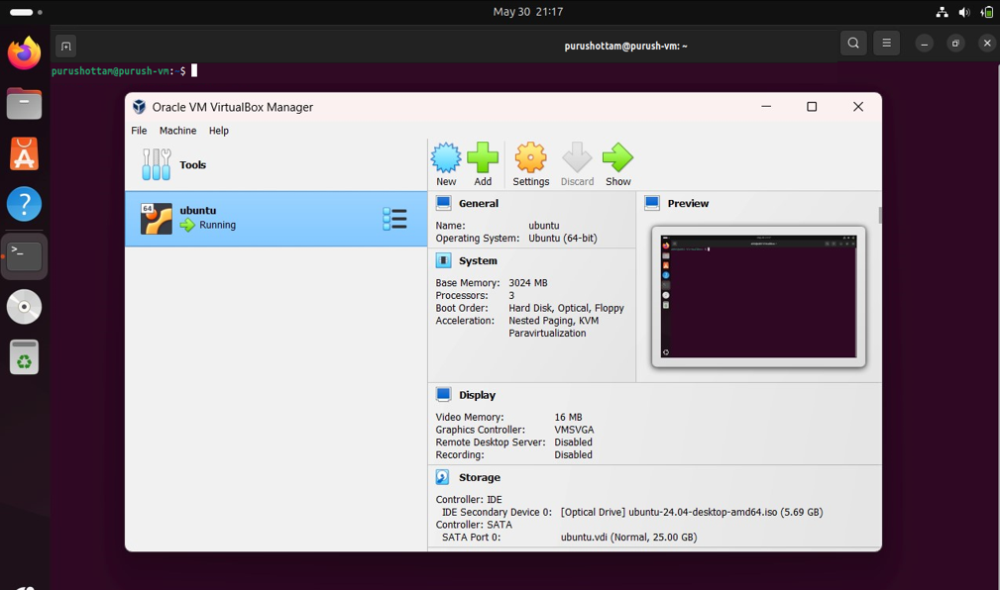 May 30 21:17
purushottam@purush-vm: ~
purushottam@purush-vm:~$
Oracle VM VirtualBox Manager
File Machine Help
Tools
New Add Settings Discard Show
64
ubuntu
Running
General
Name: ubuntu
Operating System: Ubuntu (64-bit)
System
Base Memory: 3024 MB
Processors: 3
Boot Order: Hard Disk, Optical, Floppy
Acceleration: Nested Paging, KVM
Paravirtualization
Preview
Display
Video Memory: 16 MB
Graphics Controller: VMSVGA
Remote Desktop Server: Disabled
Recording: Disabled
Storage
Controller: IDE
IDE Secondary Device 0: [Optical Drive] ubuntu-24.04-desktop-amd64.iso (5.69 GB)
Controller: SATA
SATA Port 0: ubuntu.vdi (Normal, 25.00 GB)